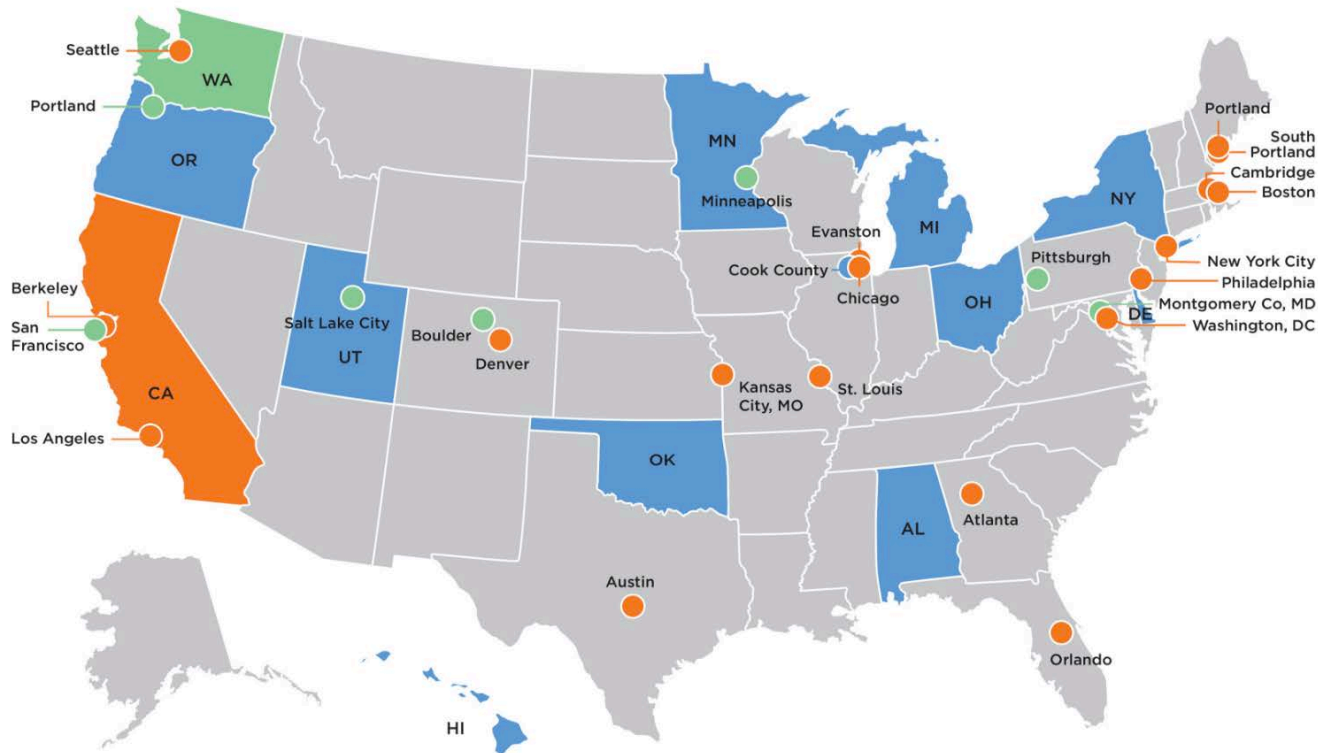 Seattle
WA
Portland
OR
Berkeley
San
Francisco
CA
Los Angeles
Salt Lake City
UT
Boulder
Denver
MN
Minneapolis
Evanston
Cook County
Chicago
MI
OH
Kansas
City, MO
St. Louis
OK
Austin
AL
Atlanta
Orlando
HI
NY
Pittsburgh
DE
Portland
South
Portland
Cambridge
Boston
New York City
Philadelphia
Montgomery Co, MD
Washington, DC